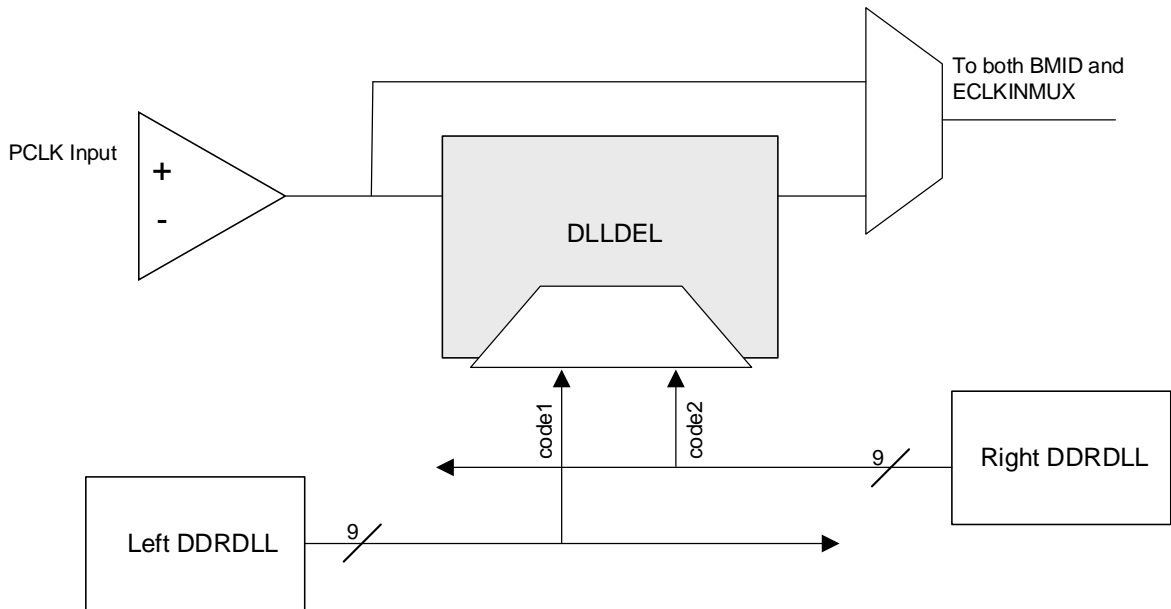 To both BMID and
ECLKINMUX
PCLK Input
+
-
DLLDEL
code1
code2
9
Right DDRDLL
9
Left DDRDLL